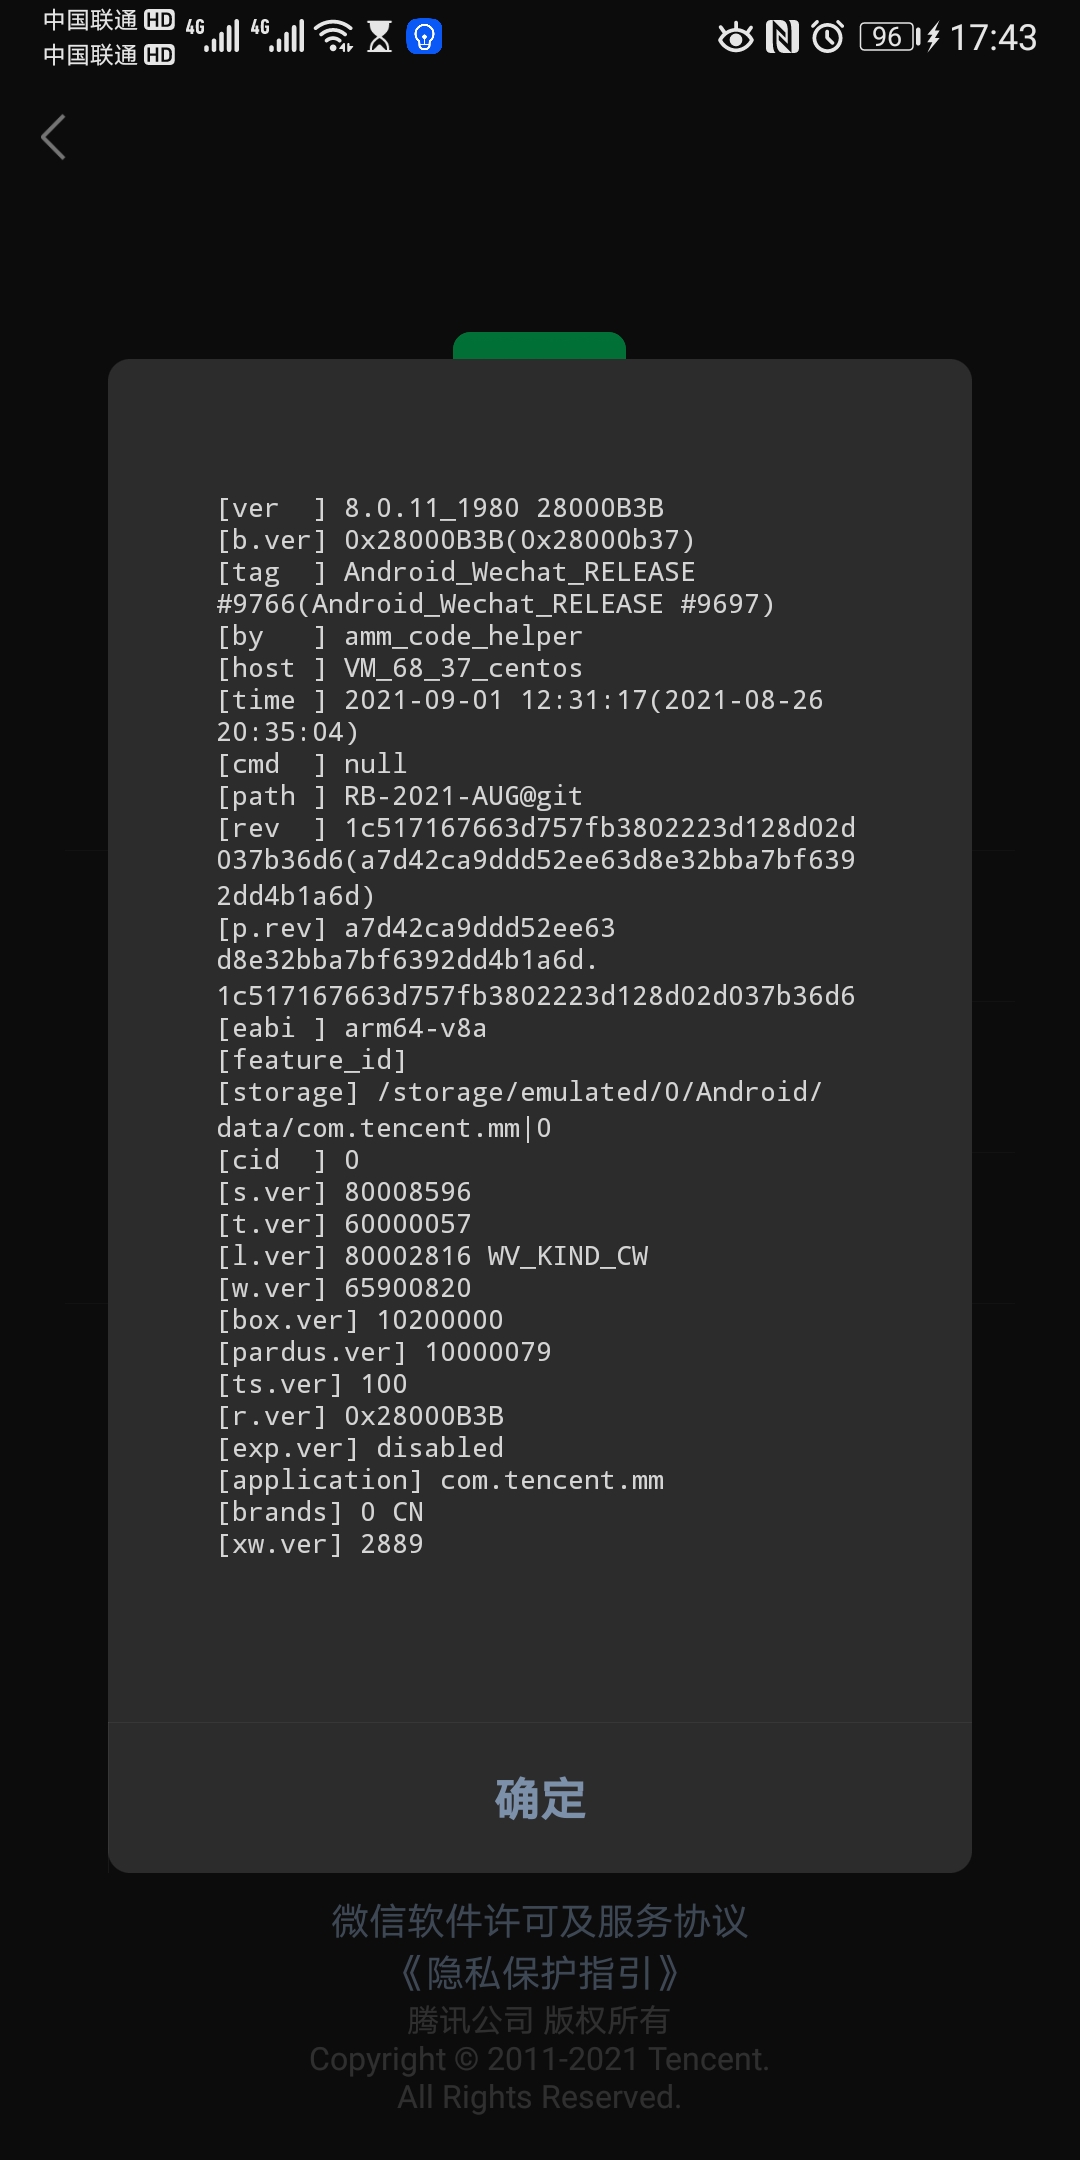 中国联通 HD 4G 4G 96 17:43
中国联通 HD
[ver  ] 8.0.11_1980 28000B3B
[b.ver] 0x28000B3B(0x28000b37)
[tag  ] Android_Wechat_RELEASE
#9766(Android_Wechat_RELEASE #9697)
[by   ] amm_code_helper
[host ] VM_68_37_centos
[time ] 2021-09-01 12:31:17(2021-08-26
20:35:04)
[cmd  ] null
[path ] RB-2021-AUG@git
[rev  ] 1c517167663d757fb3802223d128d02d
037b36d6(a7d42ca9ddd52ee63d8e32bba7bf639
2dd4b1a6d)
[p.rev] a7d42ca9ddd52ee63
d8e32bba7bf6392dd4b1a6d.
1c517167663d757fb3802223d128d02d037b36d6
[eabi ] arm64-v8a
[feature_id]
[storage] /storage/emulated/0/Android/
data/com.tencent.mm|0
[cid  ] 0
[s.ver] 80008596
[t.ver] 60000057
[l.ver] 80002816 WV_KIND_CW
[w.ver] 65900820
[box.ver] 10200000
[pardus.ver] 10000079
[ts.ver] 100
[r.ver] 0x28000B3B
[exp.ver] disabled
[application] com.tencent.mm
[brands] 0 CN
[xw.ver] 2889
确定
微信软件许可及服务协议
《隐私保护指引》
腾讯公司 版权所有
Copyright © 2011-2021 Tencent.
All Rights Reserved.